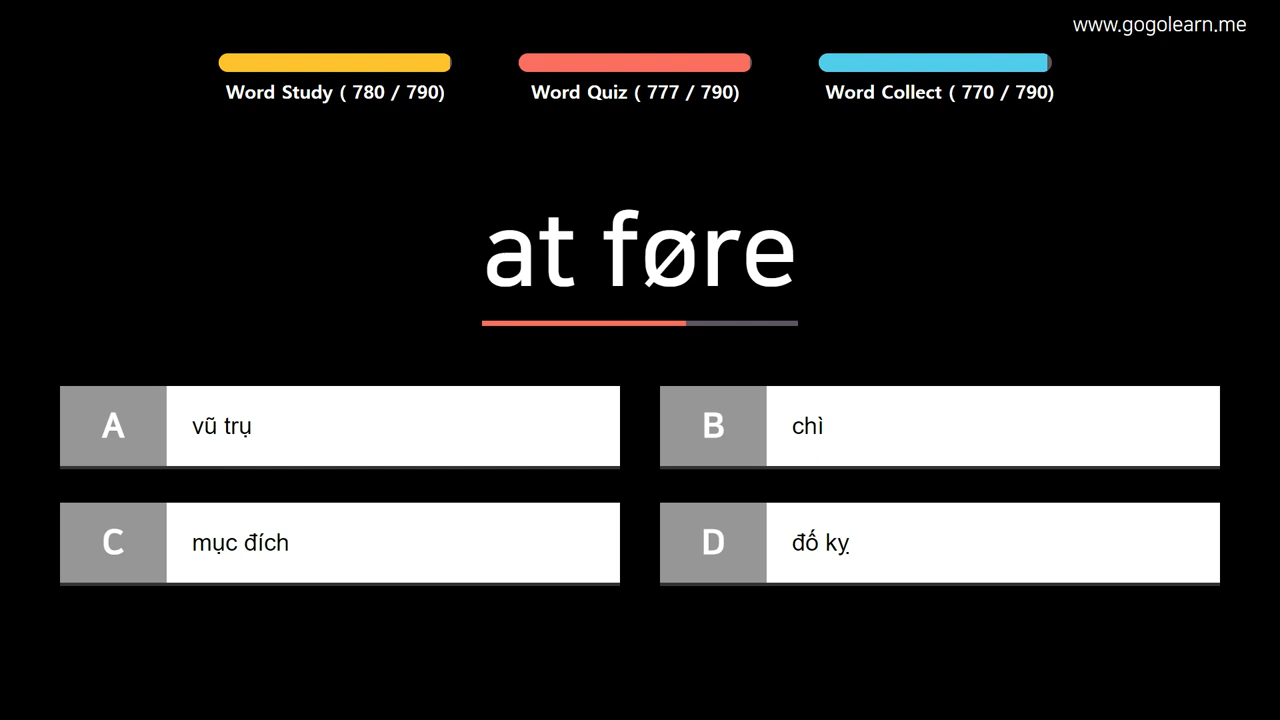 www.gogolearn.me
Word Study ( 780 / 790)
Word Quiz ( 777 / 790)
Word Collect ( 770 / 790)
at føre
A vũ trụ
B chì
C mục đích
D đố kỵ